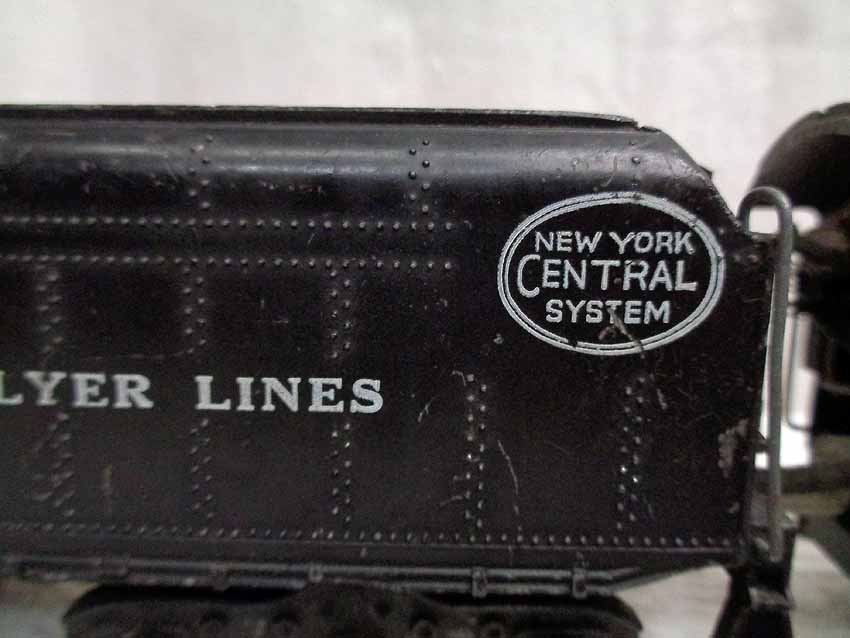 LYER LINES
NEW YORK
CENTRAL
SYSTEM